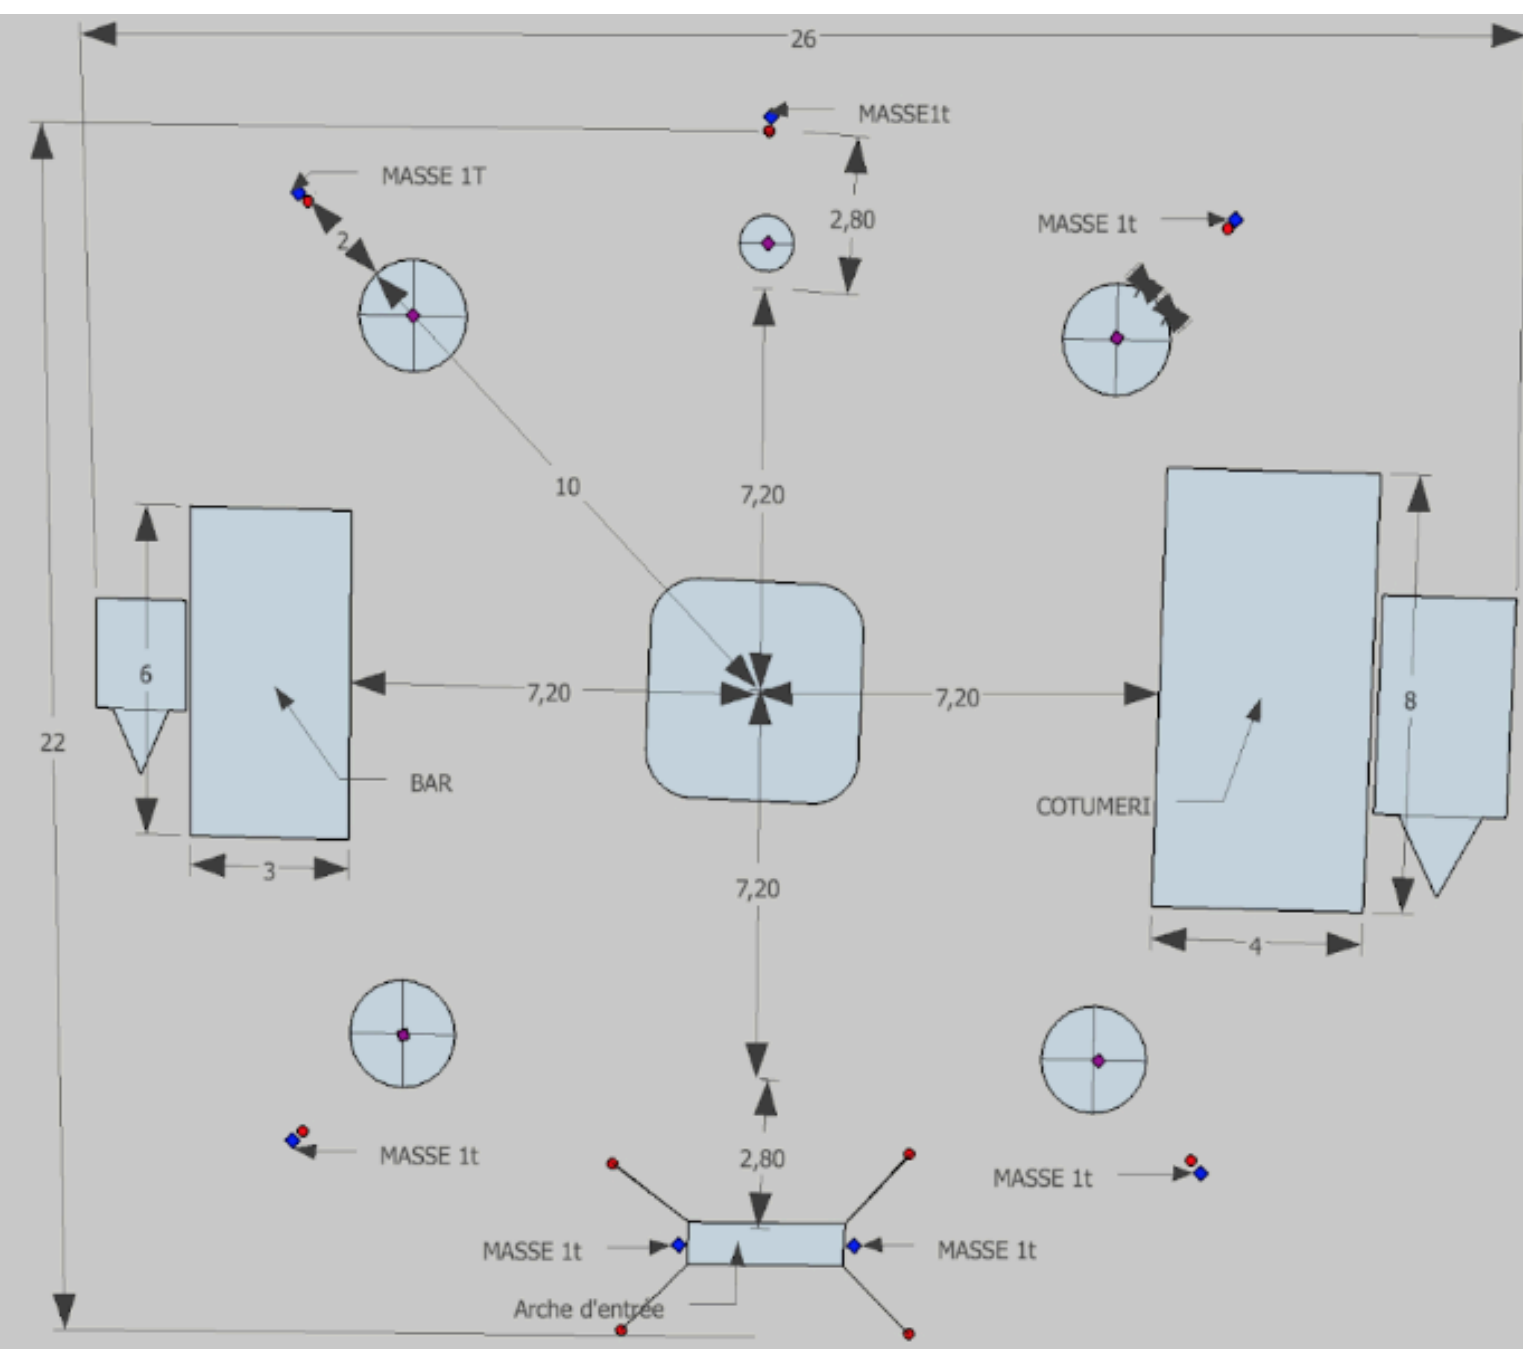 26
MASSE1t
MASSE 1T
2,80
MASSE 1t
2
10
7,20
6
7,20
7,20
8
22
BAR
COTUMERI
3
7,20
4
2,80
MASSE 1t
MASSE 1t
MASSE 1t
MASSE 1t
Arche d'entrée